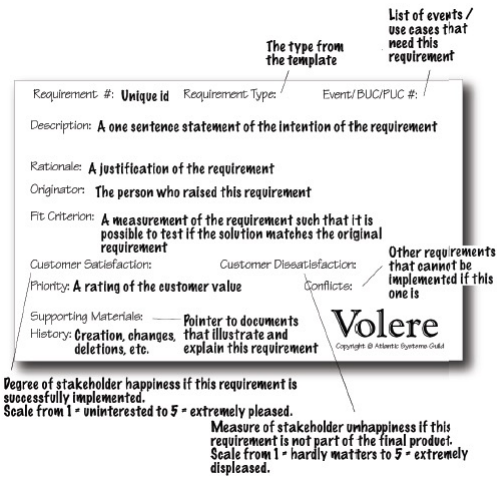 List of events /
use cases that
need this
requirement
The type from
the template
Requirement #: Unique id Requirement Type: Event/BUC/PUC #:
Description: A one sentence statement of the intention of the requirement
Rationale: A justification of the requirement
Originator: The person who raised this requirement
Fit Criterion: A measurement of the requirement such that it is
possible to test if the solution matches the original
requirement
Other requirements
that cannot be
implemented if this
one is
Customer Satisfaction: Customer Dissatisfaction:
Priority: A rating of the customer value Conflicts:
Supporting Materials: Pointer to documents
that illustrate and
explain this requirement
History: Creation, changes,
deletions, etc.
Volere
Copyright © Atlantic Systems Guild
Degree of stakeholder happiness if this requirement is
successfully implemented.
Scale from 1 = uninterested to 5 = extremely pleased.
Measure of stakeholder unhappiness if this
requirement is not part of the final product.
Scale from 1 = hardly matters to 5 = extremely
displeased.